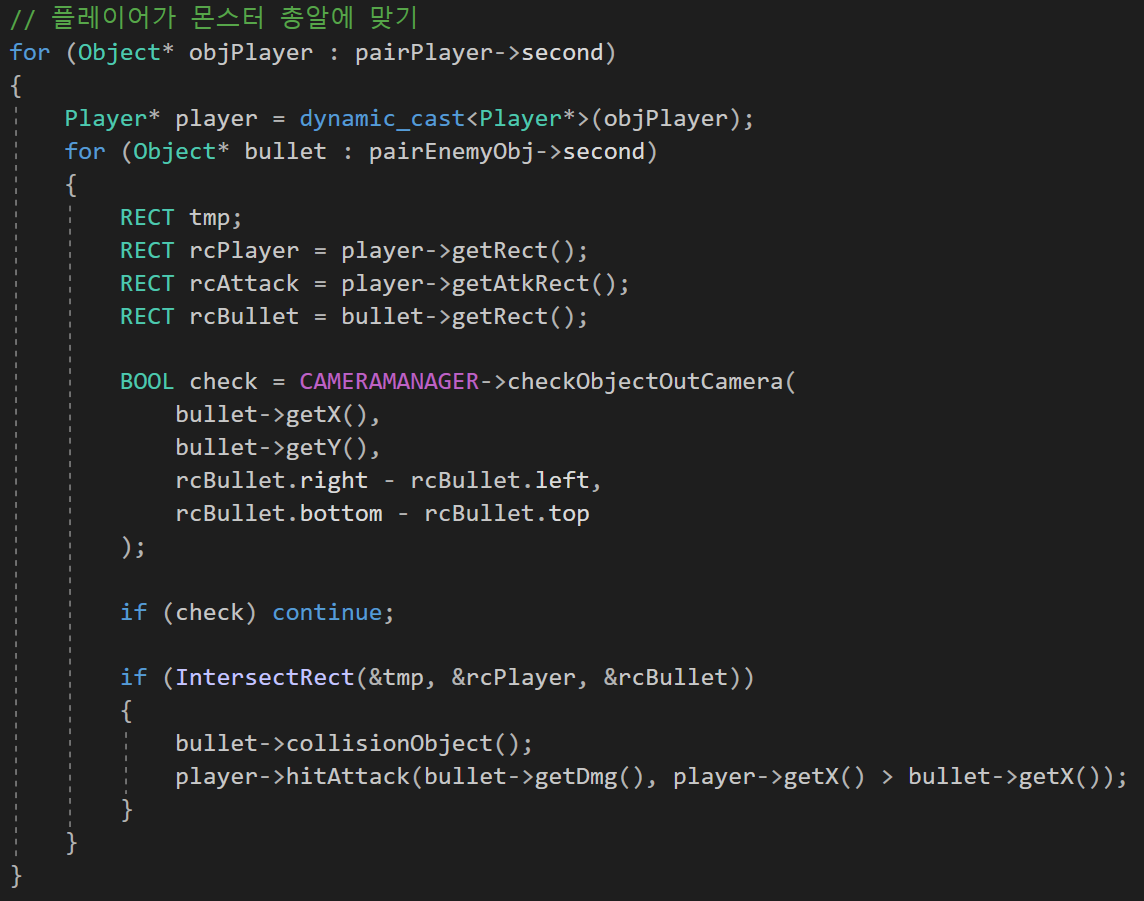 // 플레이어가 몬스터 총알에 맞기
for (Object* objPlayer : pairPlayer->second)
{
    Player* player = dynamic_cast<Player*>(objPlayer);
    for (Object* bullet : pairEnemyObj->second)
    {
        RECT tmp;
        RECT rcPlayer = player->getRect();
        RECT rcAttack = player->getAtkRect();
        RECT rcBullet = bullet->getRect();

        BOOL check = CAMERAMANAGER->checkObjectOutCamera(
            bullet->getX(),
            bullet->getY(),
            rcBullet.right - rcBullet.left,
            rcBullet.bottom - rcBullet.top
        );

        if (check) continue;

        if (IntersectRect(&tmp, &rcPlayer, &rcBullet))
        {
            bullet->collisionObject();
            player->hitAttack(bullet->getDmg(), player->getX() > bullet->getX());
        }
    }
}